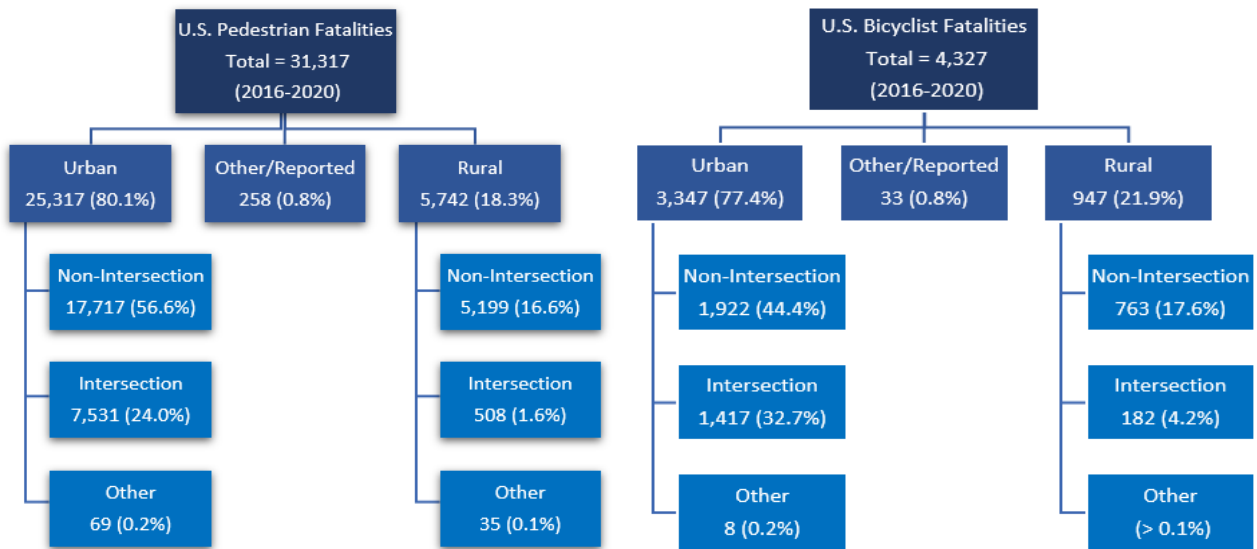 U.S. Pedestrian Fatalities
Total = 31,317
(2016-2020)
Urban
25,317 (80.1%)
Other/Reported
258 (0.8%)
Rural
5,742 (18.3%)
Non-Intersection
17,717 (56.6%)
Intersection
7,531 (24.0%)
Other
69 (0.2%)
Non-Intersection
5,199 (16.6%)
Intersection
508 (1.6%)
Other
35 (0.1%)
U.S. Bicyclist Fatalities
Total = 4,327
(2016-2020)
Urban
3,347 (77.4%)
Other/Reported
33 (0.8%)
Rural
947 (21.9%)
Non-Intersection
1,922 (44.4%)
Intersection
1,417 (32.7%)
Other
8 (0.2%)
Non-Intersection
763 (17.6%)
Intersection
182 (4.2%)
Other
(> 0.1%)